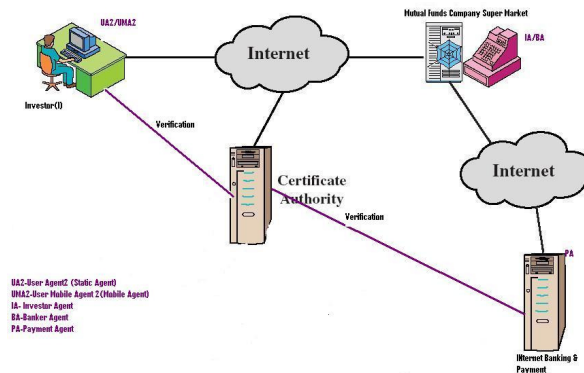 UA2/UMA2
Mutual Funds Company Super Market
IA/BA
Internet
Investor(I)
Verification
Certificate
Authority
Internet
Verification
PA
UA2-User Agent2 (Static Agent)
UMA2-User Mobile Agent 2(Mobile Agent)
IA- Investor Agent
BA-Banker Agent
PA-Payment Agent
INternet Banking &
Payment